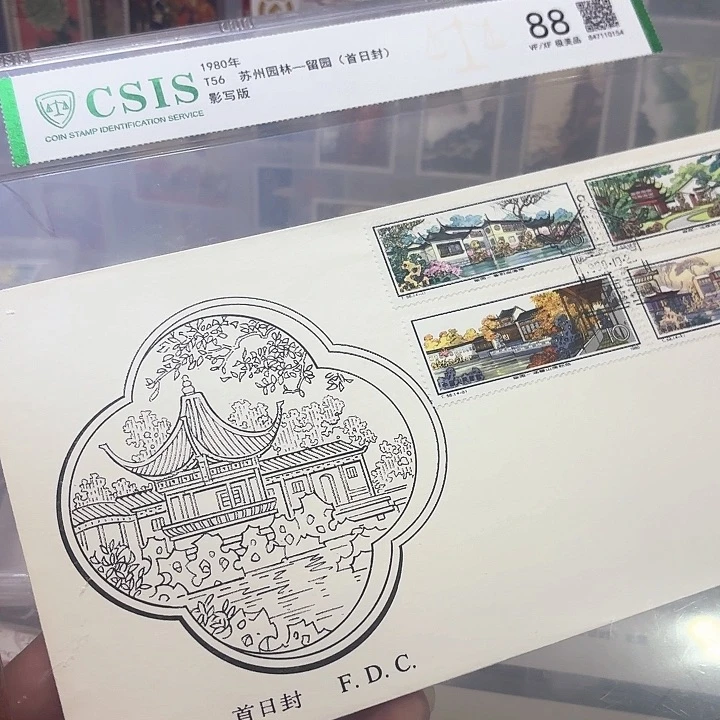 CSIS
COIN STAMP IDENTIFICATION SERVICE
1980年
T56 苏州园林—留园（首日封）
影写版
88
VF/XF 极美品
847110154
首日封 F.D.C.